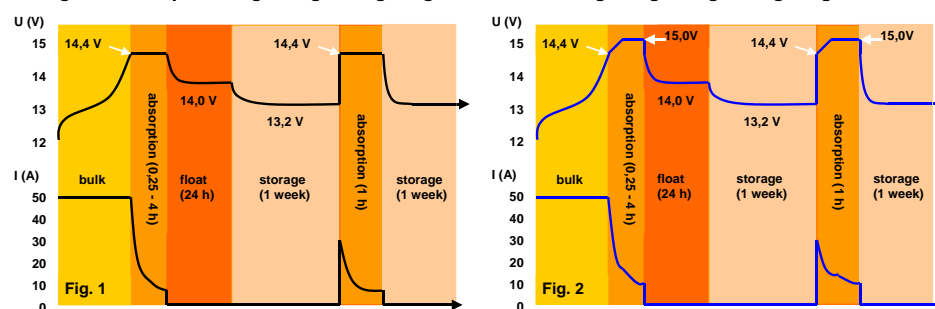 U (V)
15
14
13
12
14,4 V
14,0 V
13,2 V
14,4 V
absorption (0,25 - 4 h)
absorption (1 h)
I (A)
50
40
30
20
10
0
bulk
float
(24 h)
storage
(1 week)
storage
(1 week)
Fig. 1
U (V)
15
14
13
12
14,4 V
15,0V
14,0 V
13,2 V
14,4 V
15,0V
absorption (0,25 - 4 h)
absorption (1 h)
I (A)
50
40
30
20
10
0
bulk
float
(24 h)
storage
(1 week)
storage
(1 week)
Fig. 2